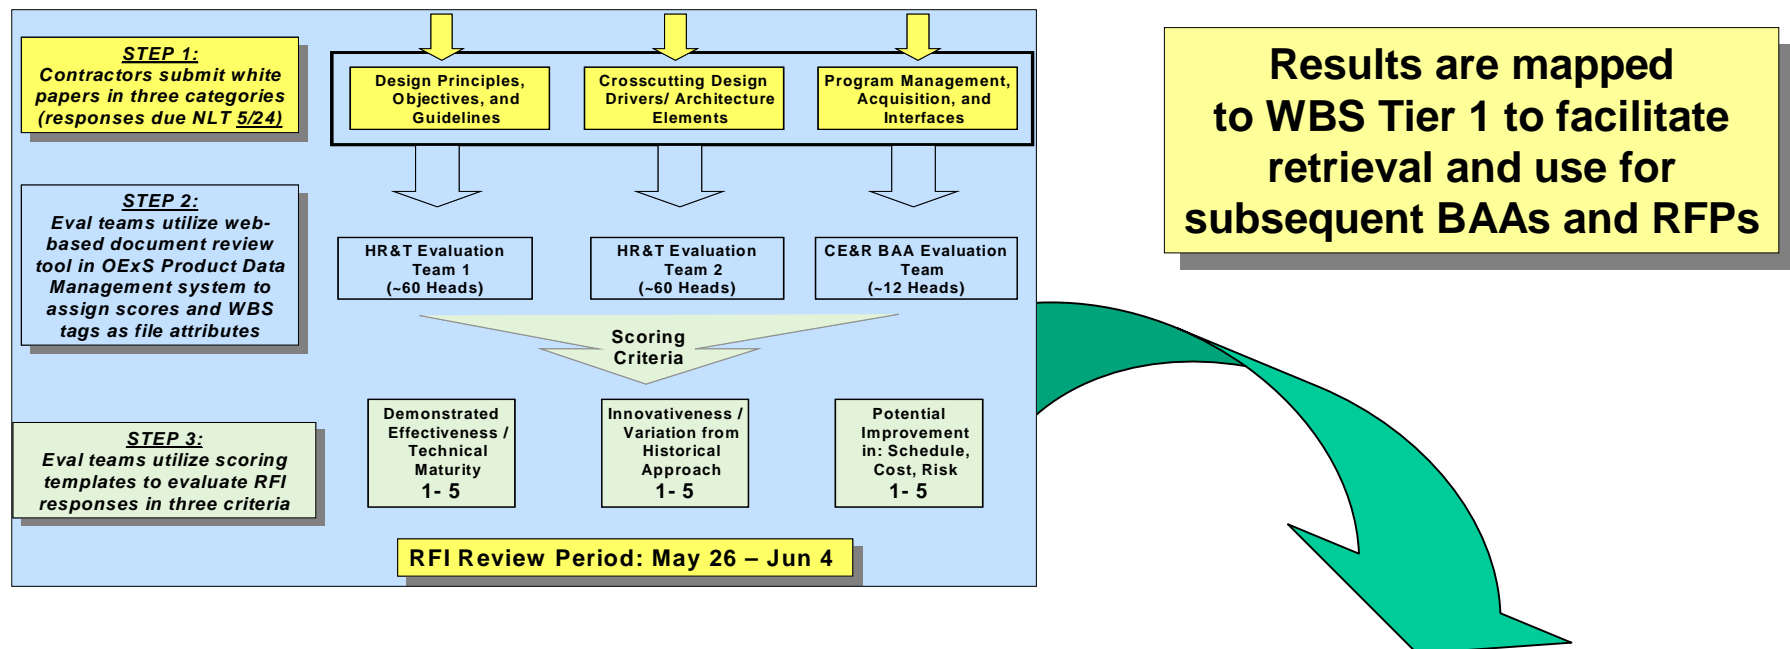 STEP 1:
Contractors submit white
papers in three categories
(responses due NLT 5/24)
Design Principles,
Objectives, and
Guidelines
Crosscutting Design
Drivers/ Architecture
Elements
Program Management,
Acquisition, and
Interfaces
STEP 2:
Eval teams utilize web-
based document review
tool in OExS Product Data
Management system to
assign scores and WBS
tags as file attributes
HR&T Evaluation
Team 1
(~60 Heads)
HR&T Evaluation
Team 2
(~60 Heads)
CE&R BAA Evaluation
Team
(~12 Heads)
Scoring
Criteria
STEP 3:
Eval teams utilize scoring
templates to evaluate RFI
responses in three criteria
Demonstrated
Effectiveness /
Technical
Maturity
1- 5
Innovativeness /
Variation from
Historical
Approach
1- 5
Potential
Improvement
in: Schedule,
Cost, Risk
1- 5
RFI Review Period: May 26 – Jun 4
Results are mapped
to WBS Tier 1 to facilitate
retrieval and use for
subsequent BAAs and RFPs